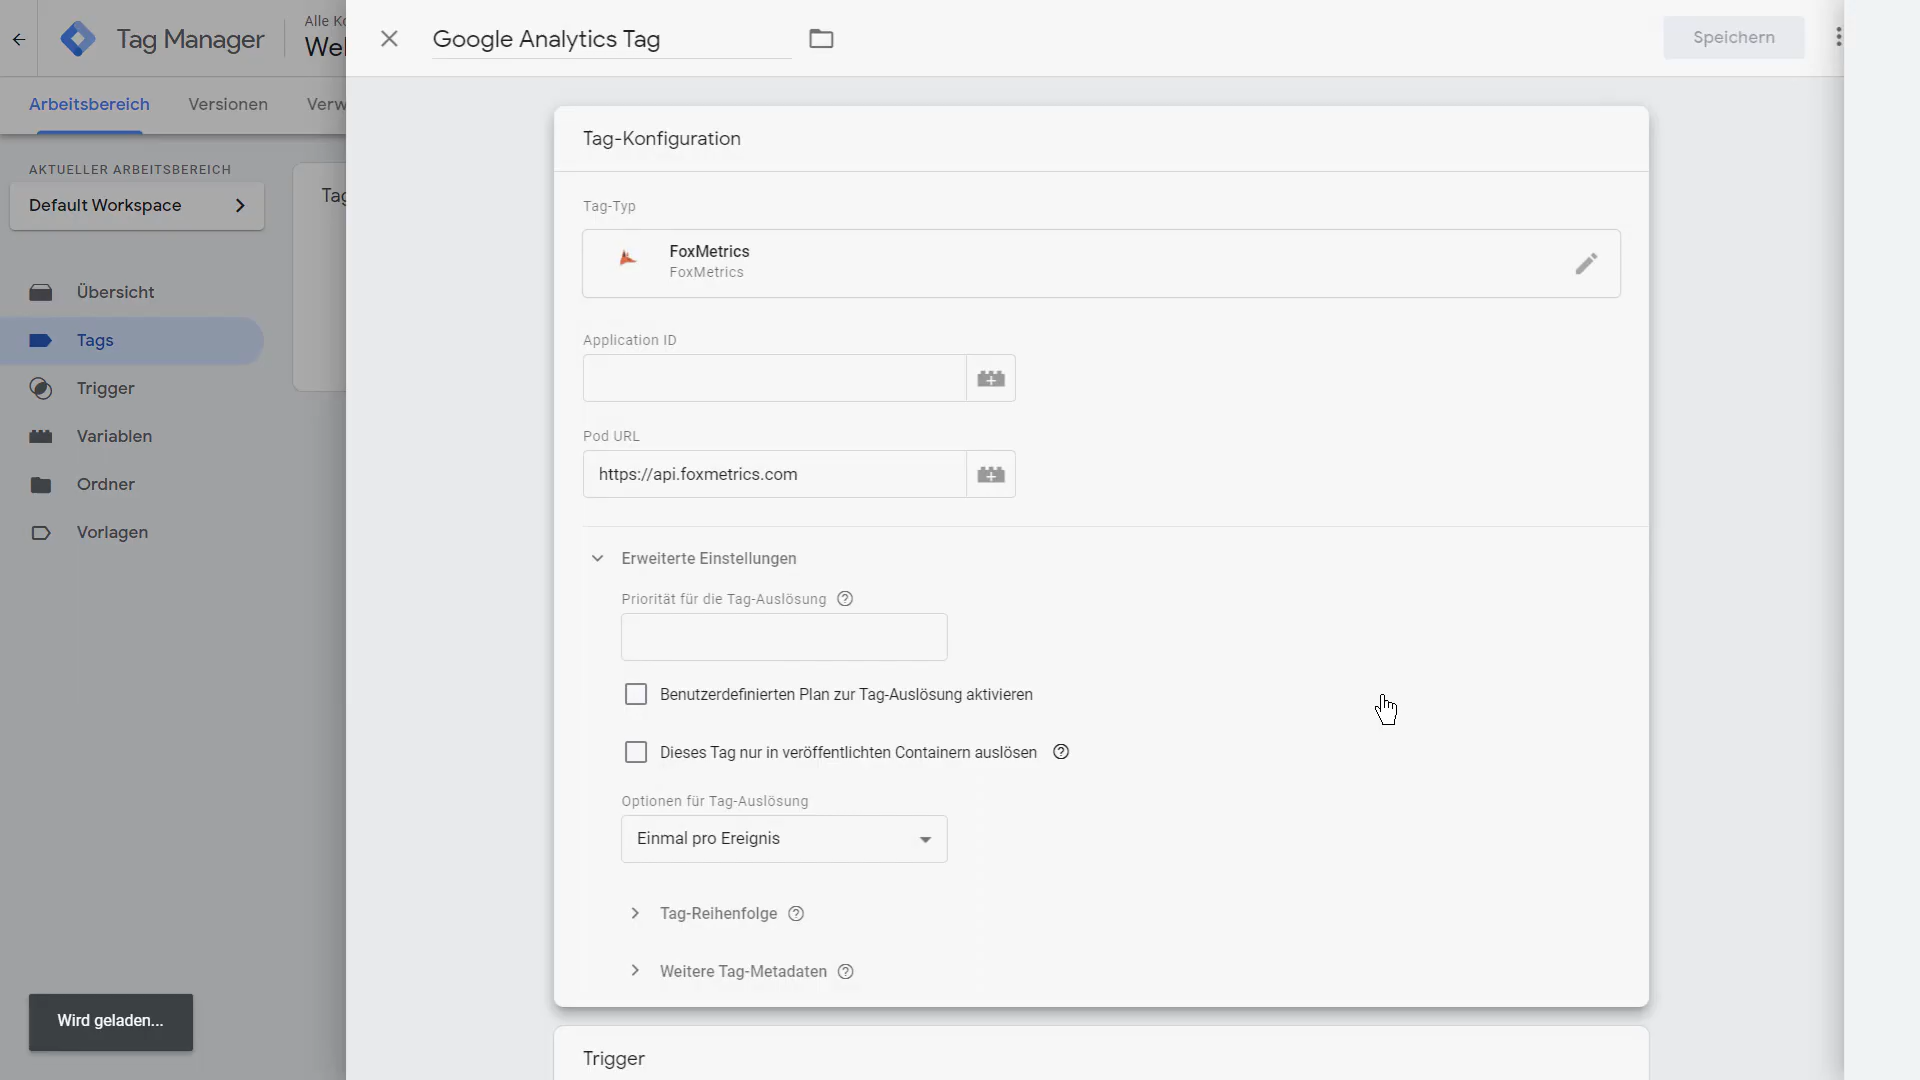 Tag Manager
Alle Ko
Wel
Google Analytics Tag
Speichern
Arbeitsbereich
Versionen
Verw
AKTUELLER ARBEITSBEREICH
Default Workspace
Tag
Übersicht
Tags
Trigger
Variablen
Ordner
Vorlagen
Wird geladen...
Tag-Konfiguration
Tag-Typ
FoxMetrics
FoxMetrics
Application ID
Pod URL
https://api.foxmetrics.com
Erweiterte Einstellungen
Priorität für die Tag-Auslösung
Benutzerdefinierten Plan zur Tag-Auslösung aktivieren
Dieses Tag nur in veröffentlichten Containern auslösen
Optionen für Tag-Auslösung
Einmal pro Ereignis
Tag-Reihenfolge
Weitere Tag-Metadaten
Trigger